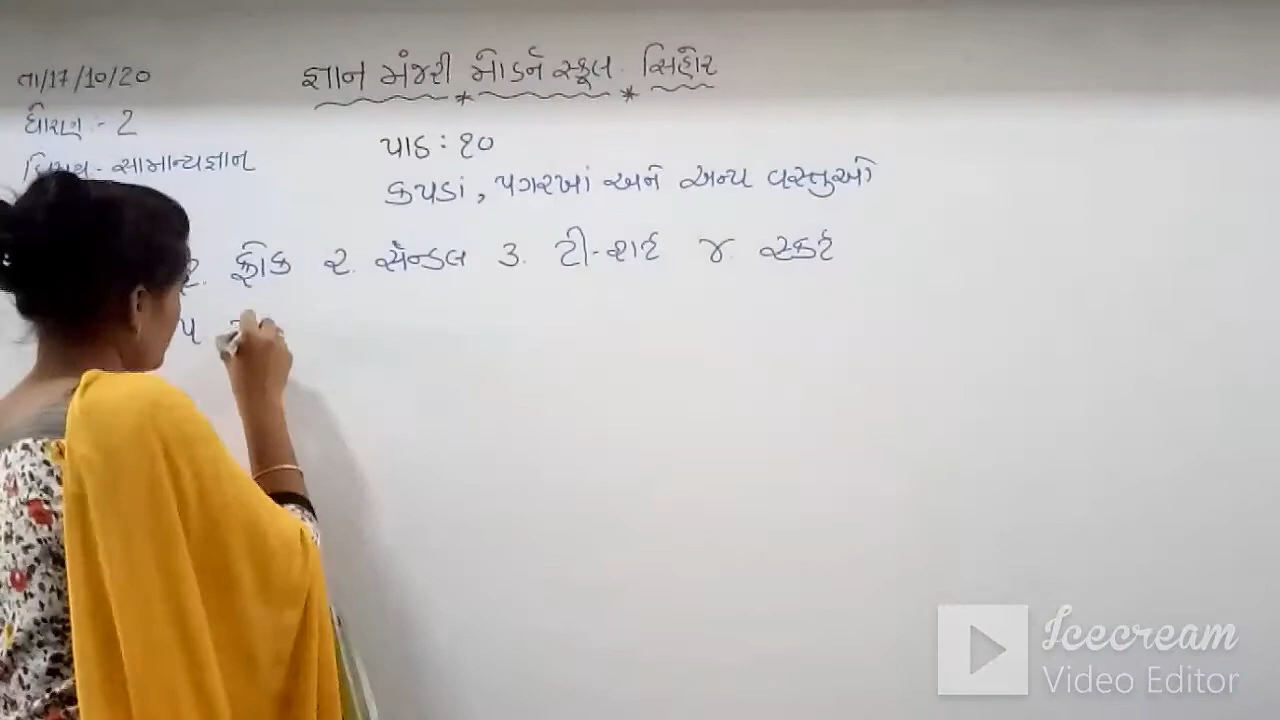 તા/17/10/20
જ્ઞાન મંજરી મોડર્ન સ્કૂલ. સિહોર
ધોરણ :- 2
વિષય - સામાન્યજ્ઞાન
પાઠ : ૧૦
કપડાં, પગરખાં અને અન્ય વસ્તુઓ
૧. ફ્રોક ૨. સૅન્ડલ ૩. ટી-શર્ટ ૪. સ્કર્ટ
૫
Icecream
Video Editor